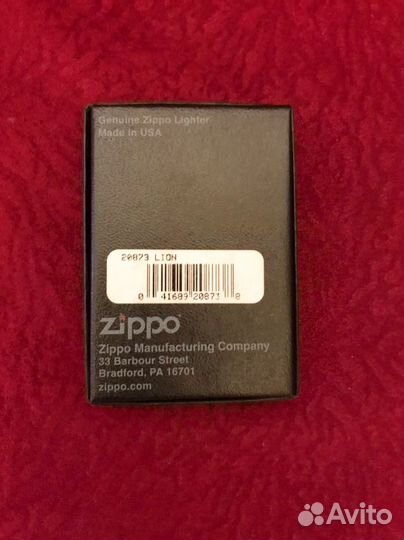 Genuine Zippo Lighter
Made in USA
20873 LION
0 41689 20873 8
zippo
Zippo Manufacturing Company
33 Barbour Street
Bradford, PA 16701
zippo.com
Avito